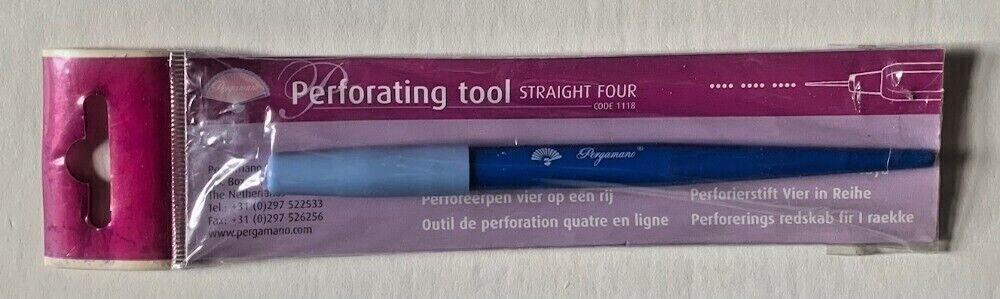 Pergamano
Perforating tool STRAIGHT FOUR
CODE 1118
Pergamano®
The Netherlands
Tel.: +31 (0)297 522533
Fax: +31 (0)297 526256
www.pergamano.com
Perforeerpen vier op een rij
Outil de perforation quatre en ligne
Perforierstift Vier in Reihe
Perforerings redskab fir I raekke